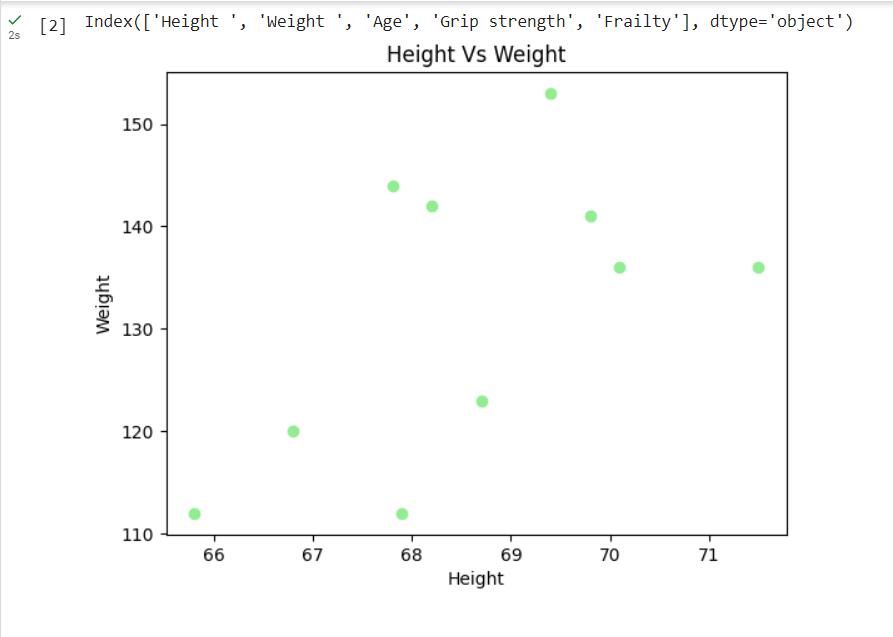 [2] Index(['Height ', 'Weight ', 'Age', 'Grip strength', 'Frailty'], dtype='object')
2s
Height Vs Weight
150
140
130
120
110
Weight
66 67 68 69 70 71
Height